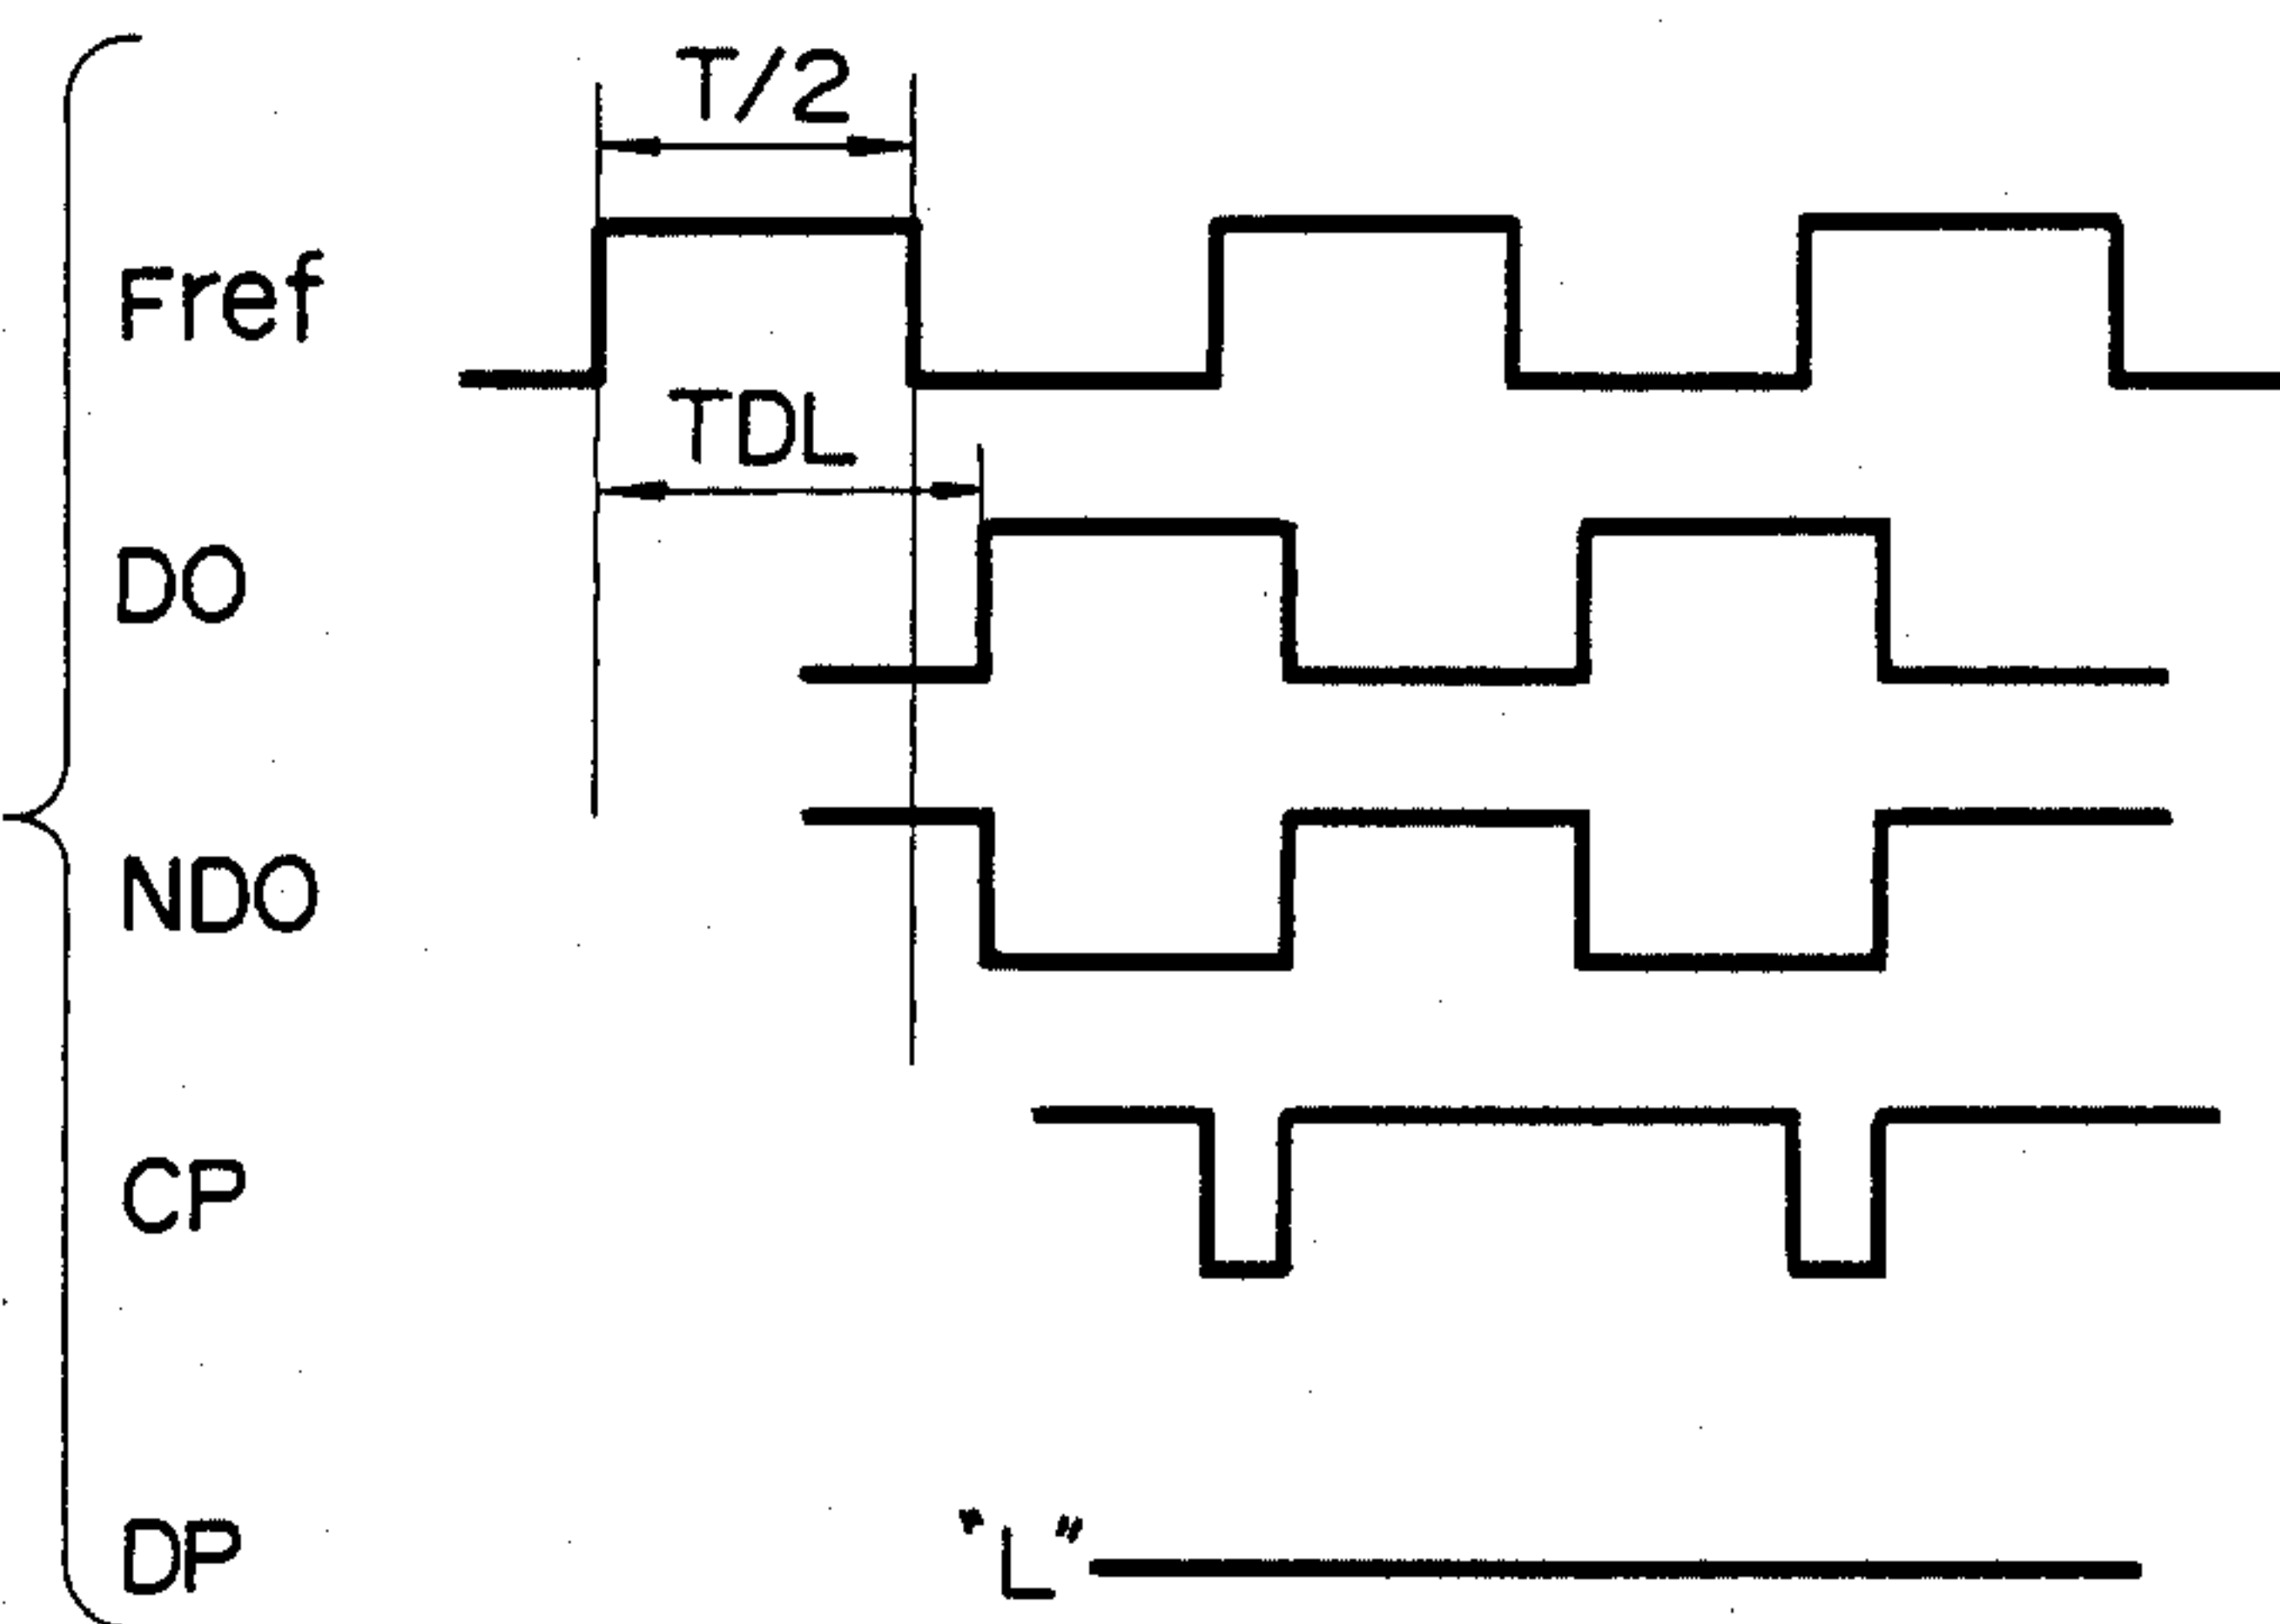 T/2
Fref
TDL
DO
NDO
CP
DP
"L"